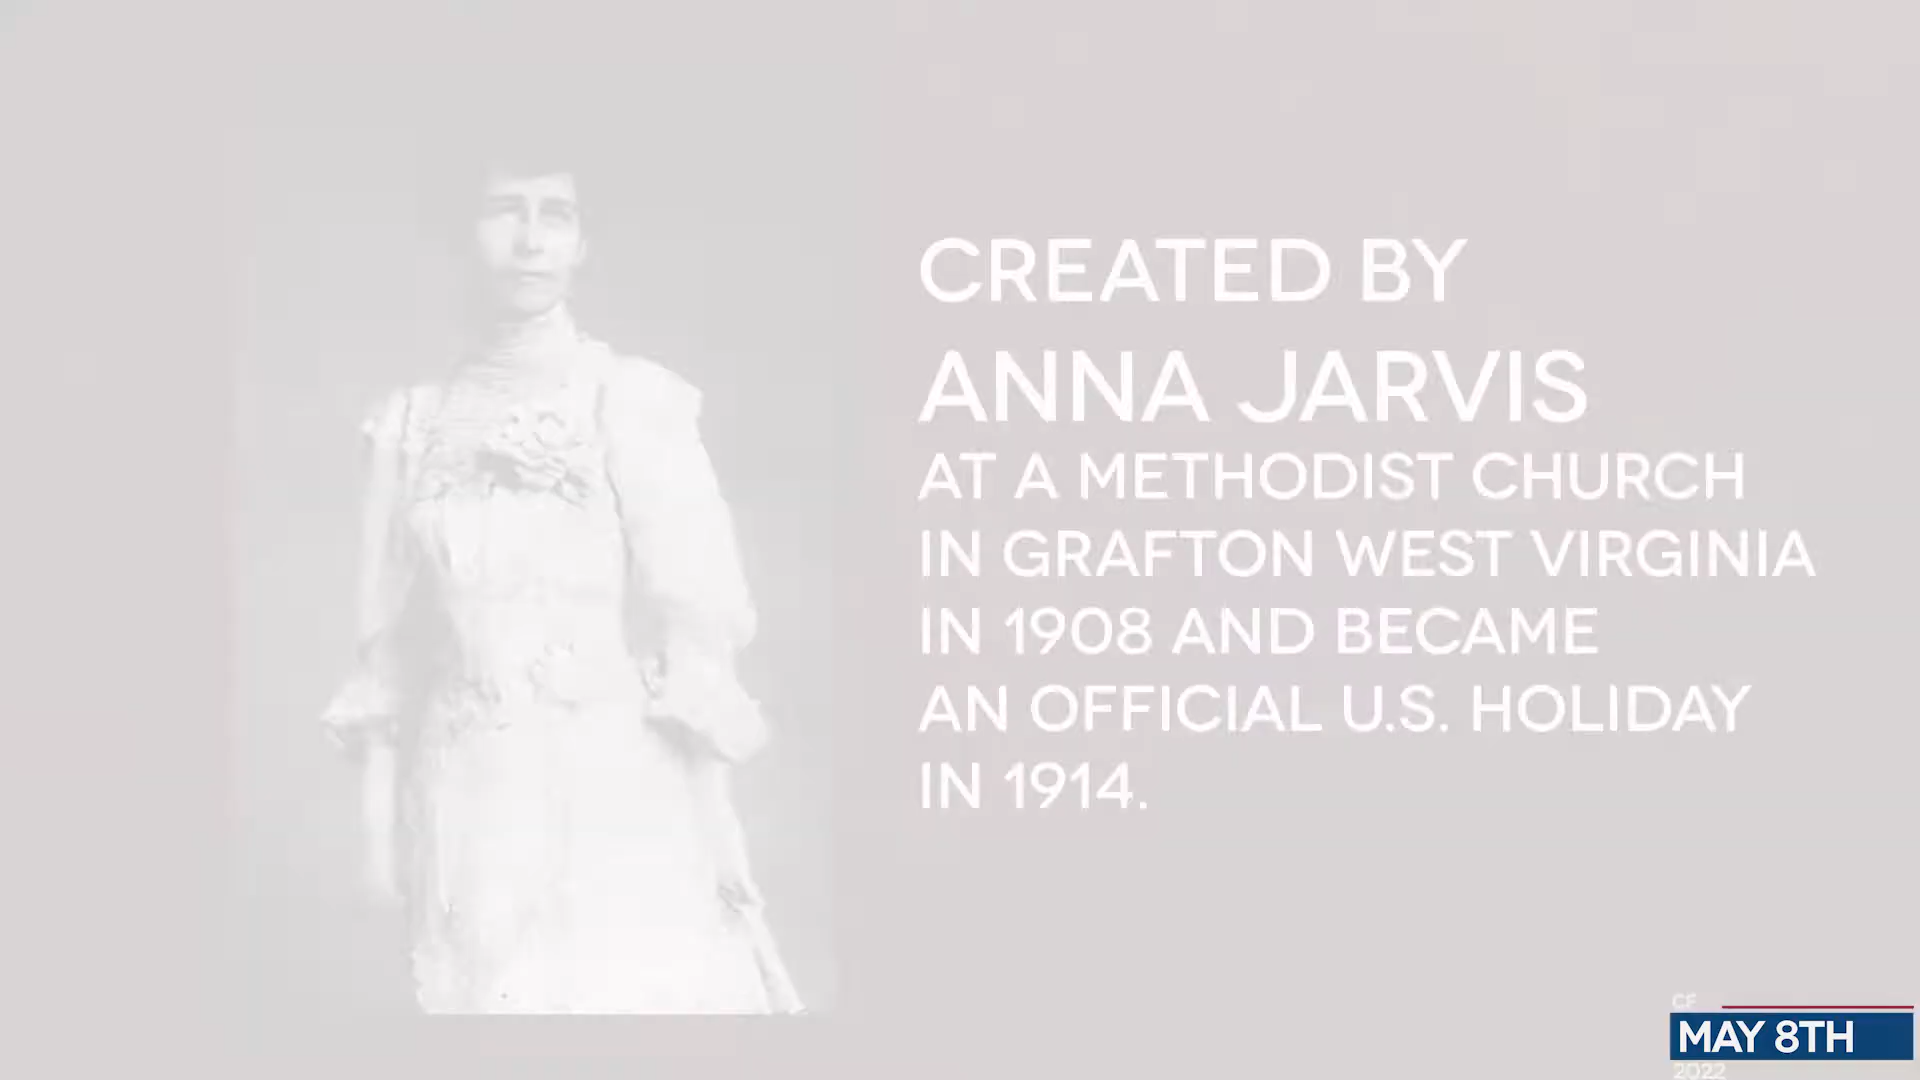 CREATED BY
ANNA JARVIS
AT A METHODIST CHURCH
IN GRAFTON WEST VIRGINIA
IN 1908 AND BECAME
AN OFFICIAL U.S. HOLIDAY
IN 1914.
CF
MAY 8TH
2022